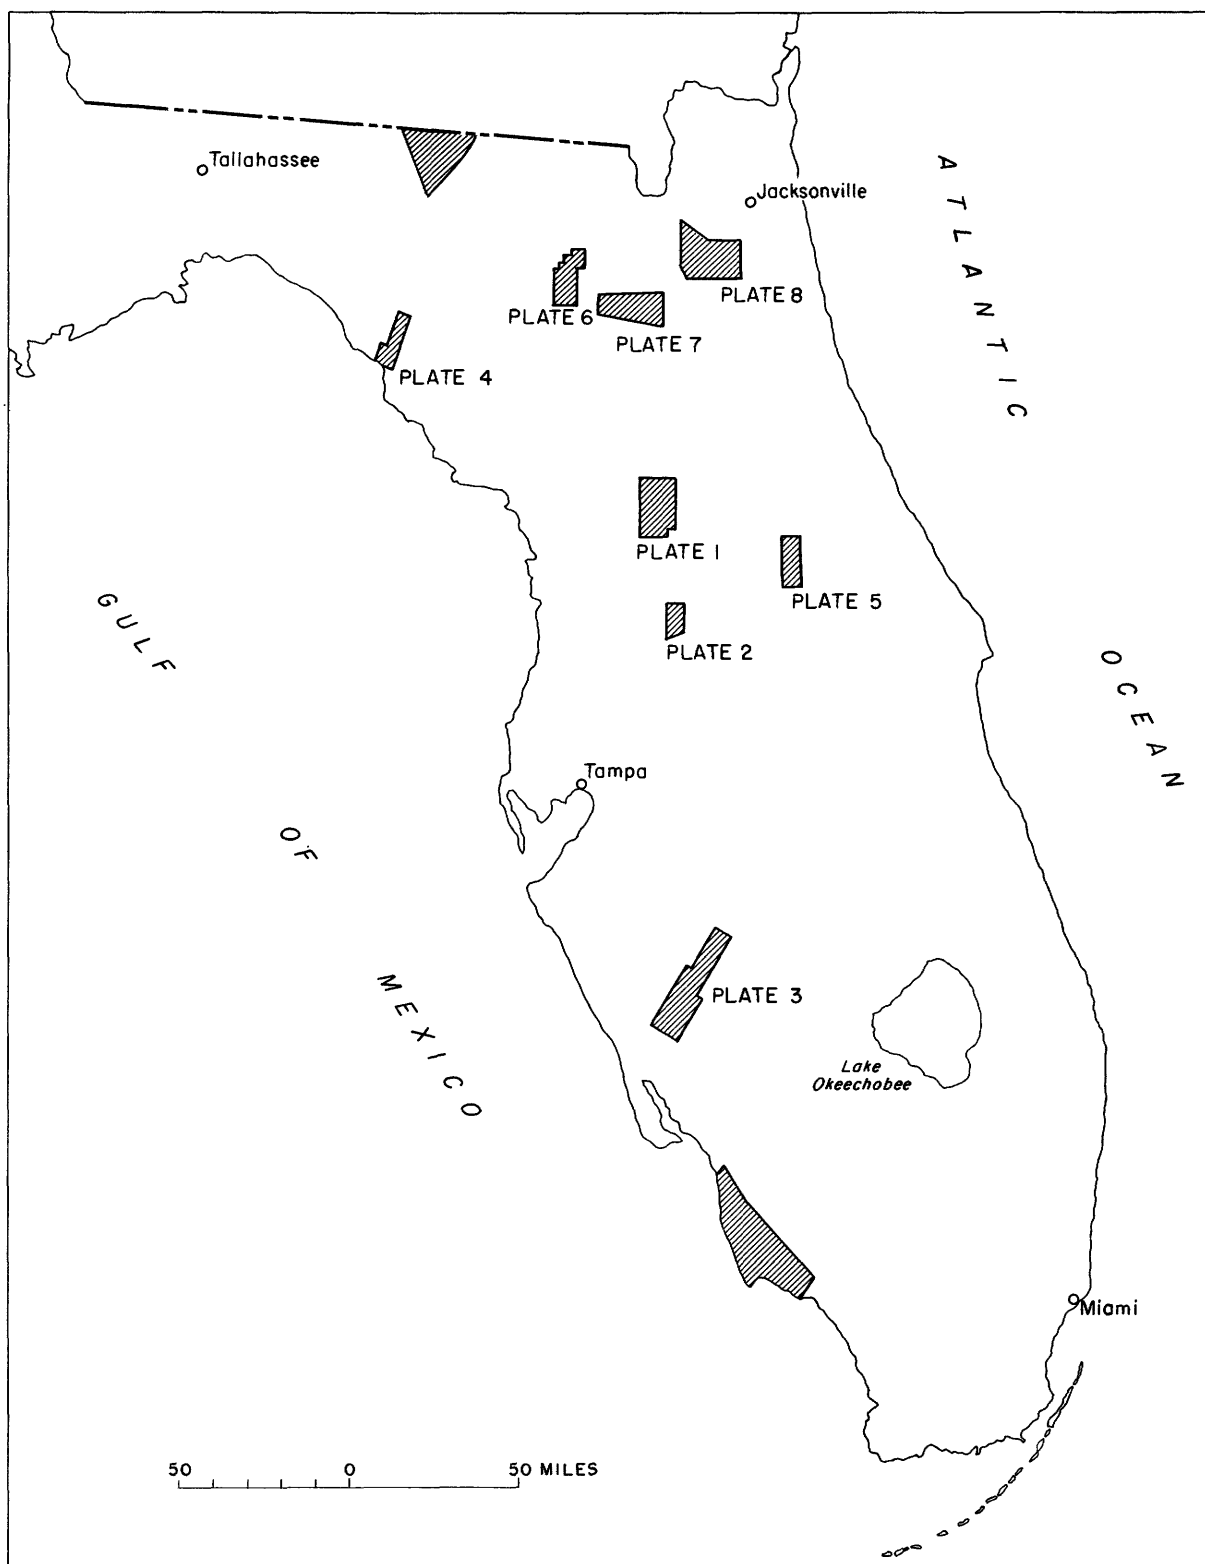 Tallahassee
Jacksonville
ATLANTIC
PLATE 8
PLATE 6
PLATE 7
PLATE 4
PLATE 1
PLATE 5
GULF
PLATE 2
OCEAN
Tampa
OF
MEXICO
PLATE 3
Lake
Okeechobee
Miami
50 0 50 MILES